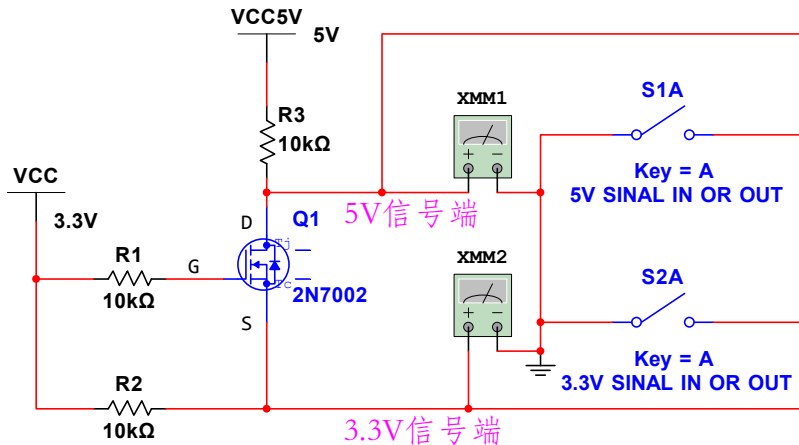 VCC5V
5V
R3
10kΩ
XMM1
+ −
S1A
Key = A
5V SINAL IN OR OUT
VCC
3.3V
5V信号端
D
Q1
Tj
R1
10kΩ
G
Tc
2N7002
XMM2
+ −
S2A
Key = A
3.3V SINAL IN OR OUT
S
R2
10kΩ
3.3V信号端